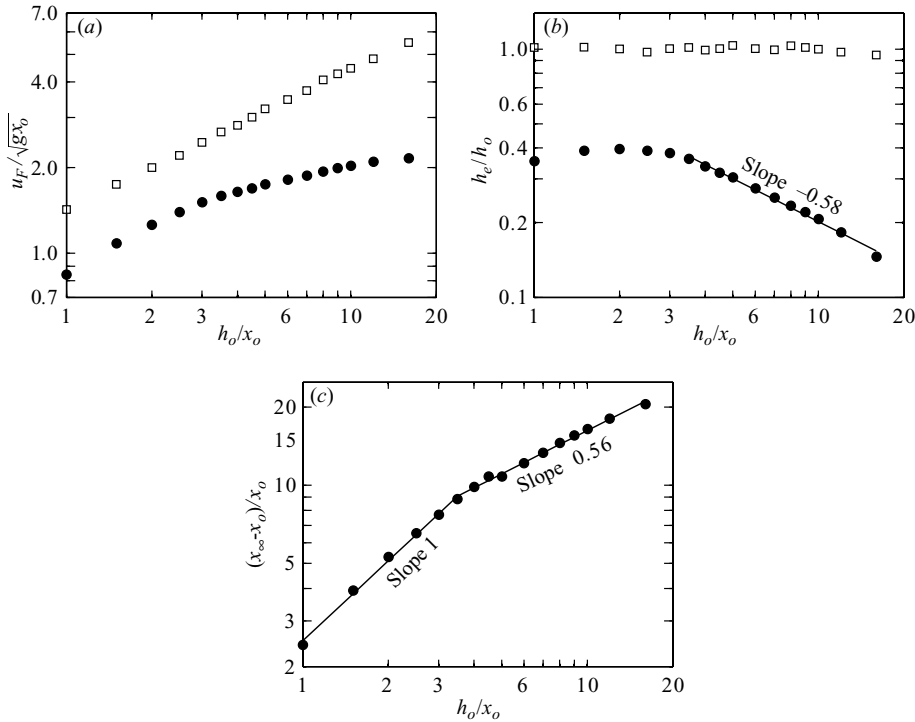 (a)
7.0
4.0
2.0
1.0
0.7
u_F/√gx_o
1 2 3 6 10 20
h_o/x_o
(b)
1.0
0.6
0.4
0.2
0.1
h_e/h_o
Slope –0.58
1 2 3 6 10 20
h_o/x_o
(c)
20
15
10
5
3
2
(x_∞-x_o)/x_o
Slope 1
Slope 0.56
1 2 3 6 10 20
h_o/x_o